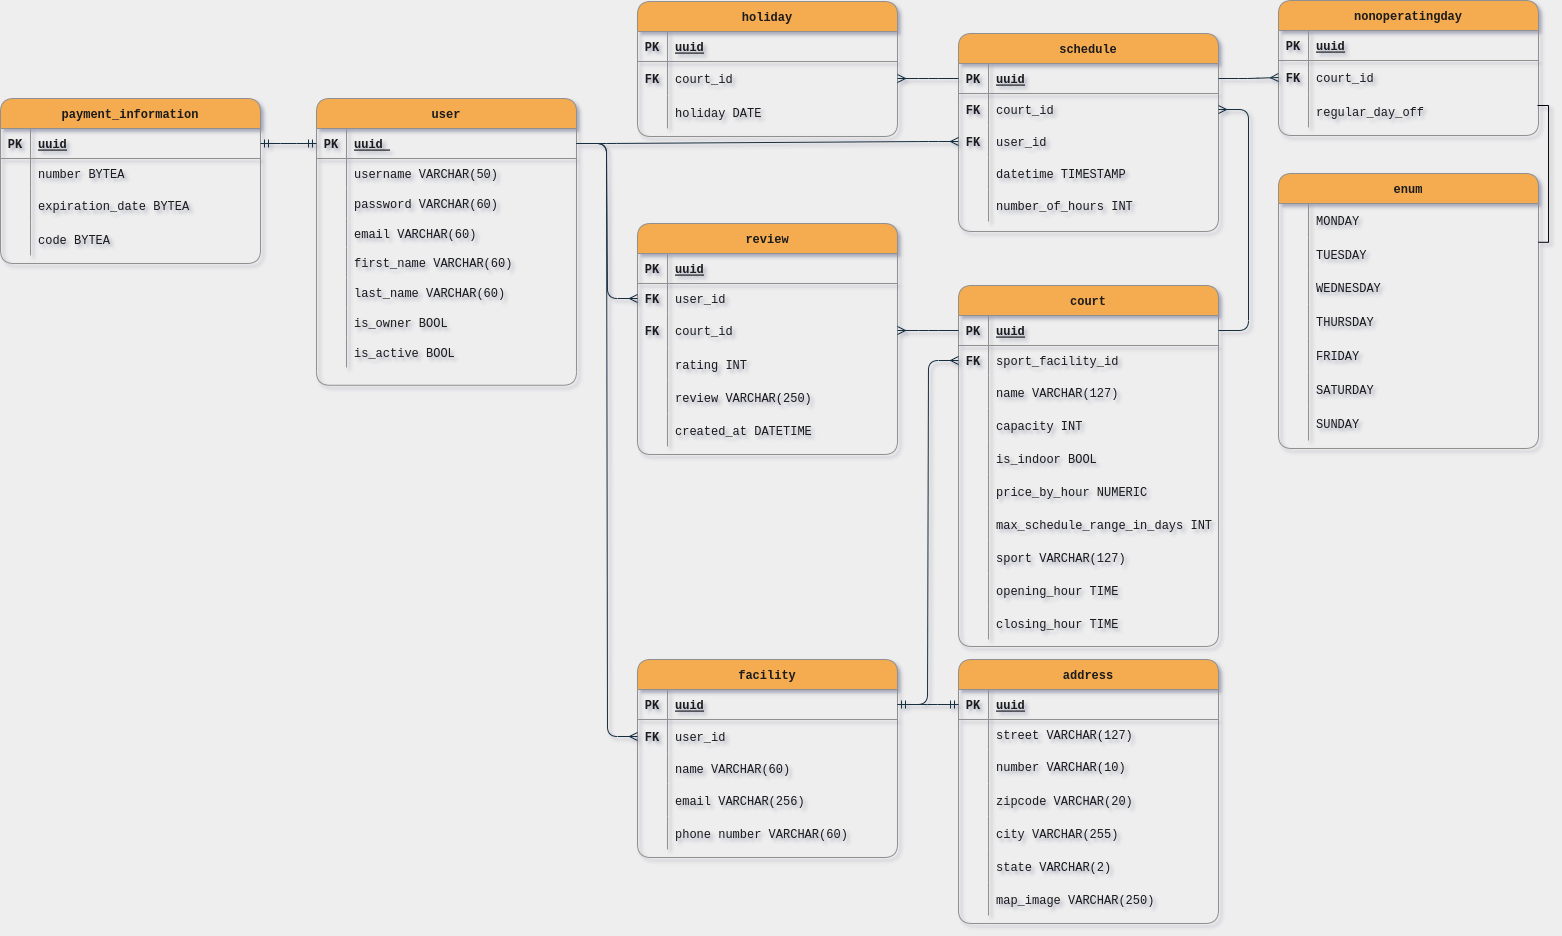 payment_information
PK uuid
number BYTEA
expiration_date BYTEA
code BYTEA
user
PK uuid
username VARCHAR(50)
password VARCHAR(60)
email VARCHAR(60)
first_name VARCHAR(60)
last_name VARCHAR(60)
is_owner BOOL
is_active BOOL
holiday
PK uuid
FK court_id
holiday DATE
review
PK uuid
FK user_id
FK court_id
rating INT
review VARCHAR(250)
created_at DATETIME
facility
PK uuid
FK user_id
name VARCHAR(60)
email VARCHAR(256)
phone number VARCHAR(60)
schedule
PK uuid
FK court_id
FK user_id
datetime TIMESTAMP
number_of_hours INT
court
PK uuid
FK sport_facility_id
name VARCHAR(127)
capacity INT
is_indoor BOOL
price_by_hour NUMERIC
max_schedule_range_in_days INT
sport VARCHAR(127)
opening_hour TIME
closing_hour TIME
address
PK uuid
street VARCHAR(127)
number VARCHAR(10)
zipcode VARCHAR(20)
city VARCHAR(255)
state VARCHAR(2)
map_image VARCHAR(250)
nonoperatingday
PK uuid
FK court_id
regular_day_off
enum
MONDAY
TUESDAY
WEDNESDAY
THURSDAY
FRIDAY
SATURDAY
SUNDAY